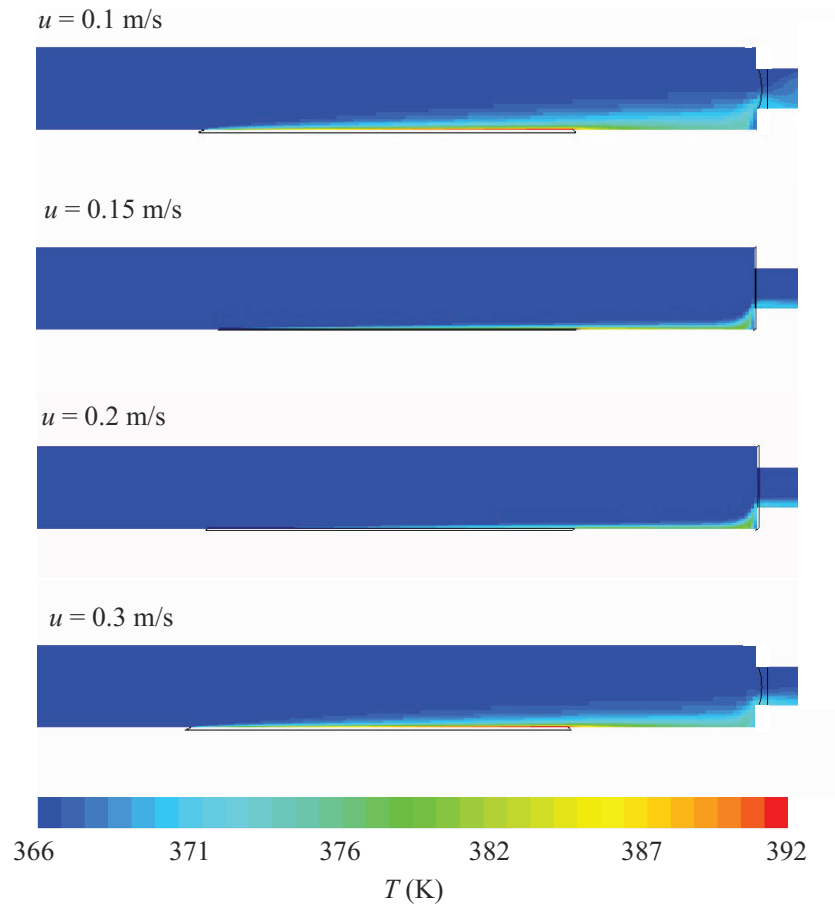 u = 0.1 m/s
u = 0.15 m/s
u = 0.2 m/s
u = 0.3 m/s
366 371 376 382 387 392
T (K)